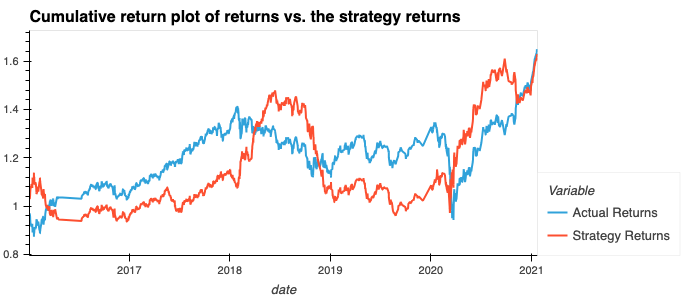 Cumulative return plot of returns vs. the strategy returns
1.6
1.4
1.2
1
0.8
2017
2018
2019
2020
2021
date
Variable
Actual Returns
Strategy Returns